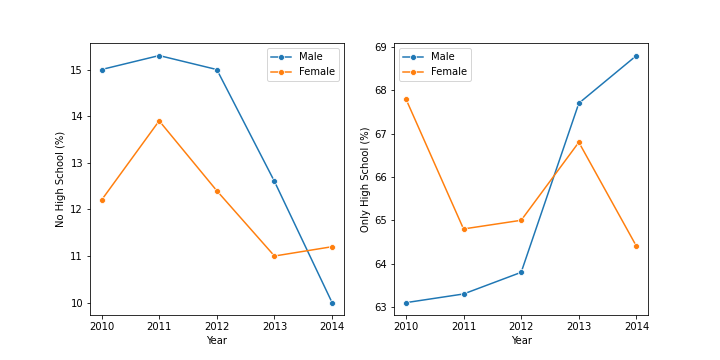 No High School (%)
15
14
13
12
11
10
2010 2011 2012 2013 2014
Year
Male
Female
Only High School (%)
69
68
67
66
65
64
63
2010 2011 2012 2013 2014
Year
Male
Female